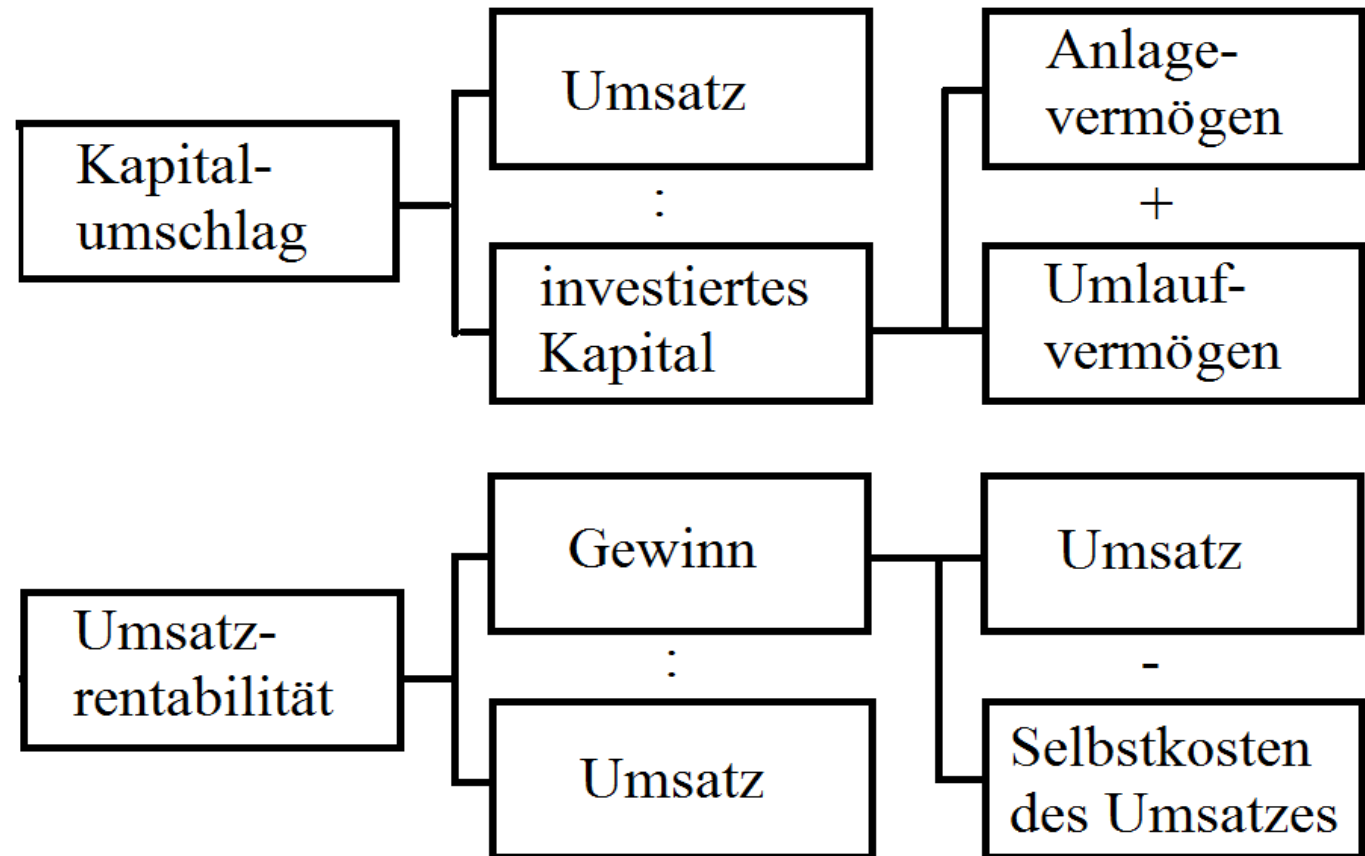 Kapital-
umschlag
Umsatz
:
investiertes
Kapital
Anlage-
vermögen
+
Umlauf-
vermögen
Umsatz-
rentabilität
Gewinn
:
Umsatz
Umsatz
-
Selbstkosten
des Umsatzes